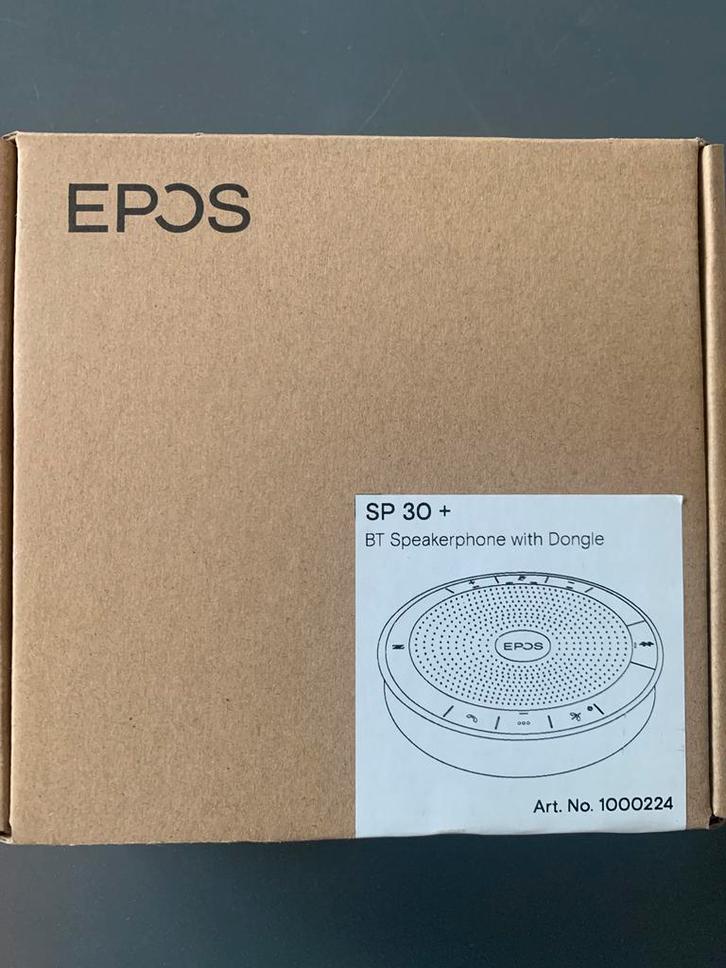 EPOS
SP 30 +
BT Speakerphone with Dongle
EPOS
Art. No. 1000224